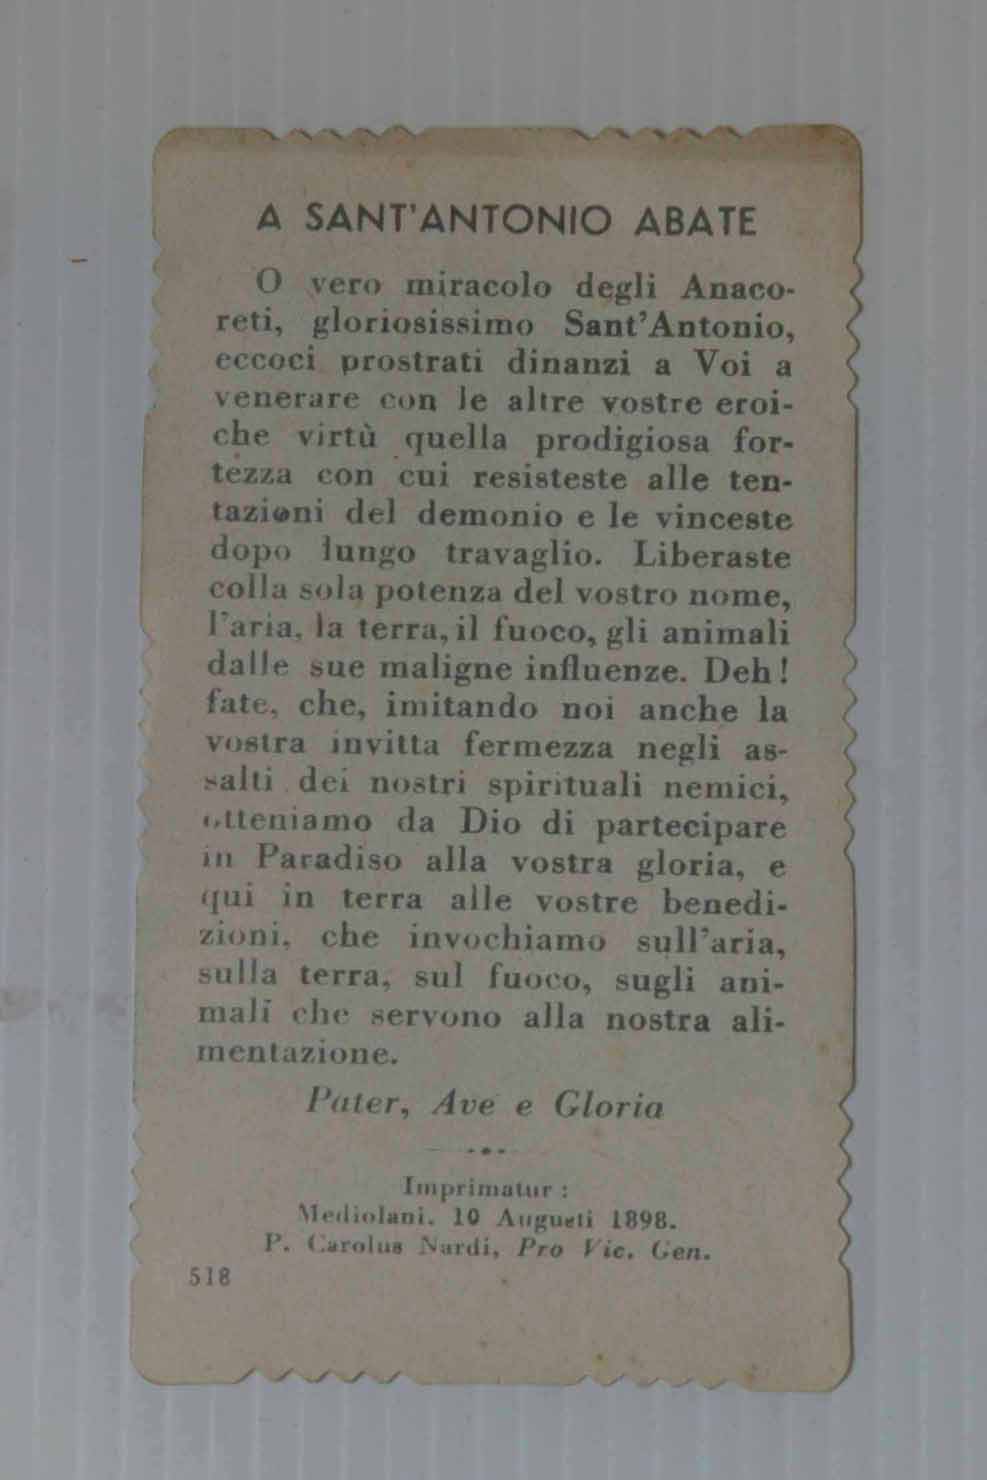 A SANT'ANTONIO ABATE
O vero miracolo degli Anaco-
reti, gloriosissimo Sant'Antonio,
eccoci prostrati dinanzi a Voi a
venerare con le altre vostre eroi-
che virtù quella prodigiosa for-
tezza con cui resisteste alle ten-
tazioni del demonio e le vinceste
dopo lungo travaglio. Liberaste
colla sola potenza del vostro nome,
l'aria, la terra, il fuoco, gli animali
dalle sue maligne influenze. Deh!
fate, che, imitando noi anche la
vostra invitta fermezza negli as-
salti dei nostri spirituali nemici,
otteniamo da Dio di partecipare
in Paradiso alla vostra gloria, e
qui in terra alle vostre benedi-
zioni, che invochiamo sull'aria,
sulla terra, sul fuoco, sugli ani-
mali che servono alla nostra ali-
mentazione.
Pater, Ave e Gloria
Imprimatur:
Mediolani, 10 Augusti 1898.
P. Carolus Nardi, Pro Vic. Gen.
518